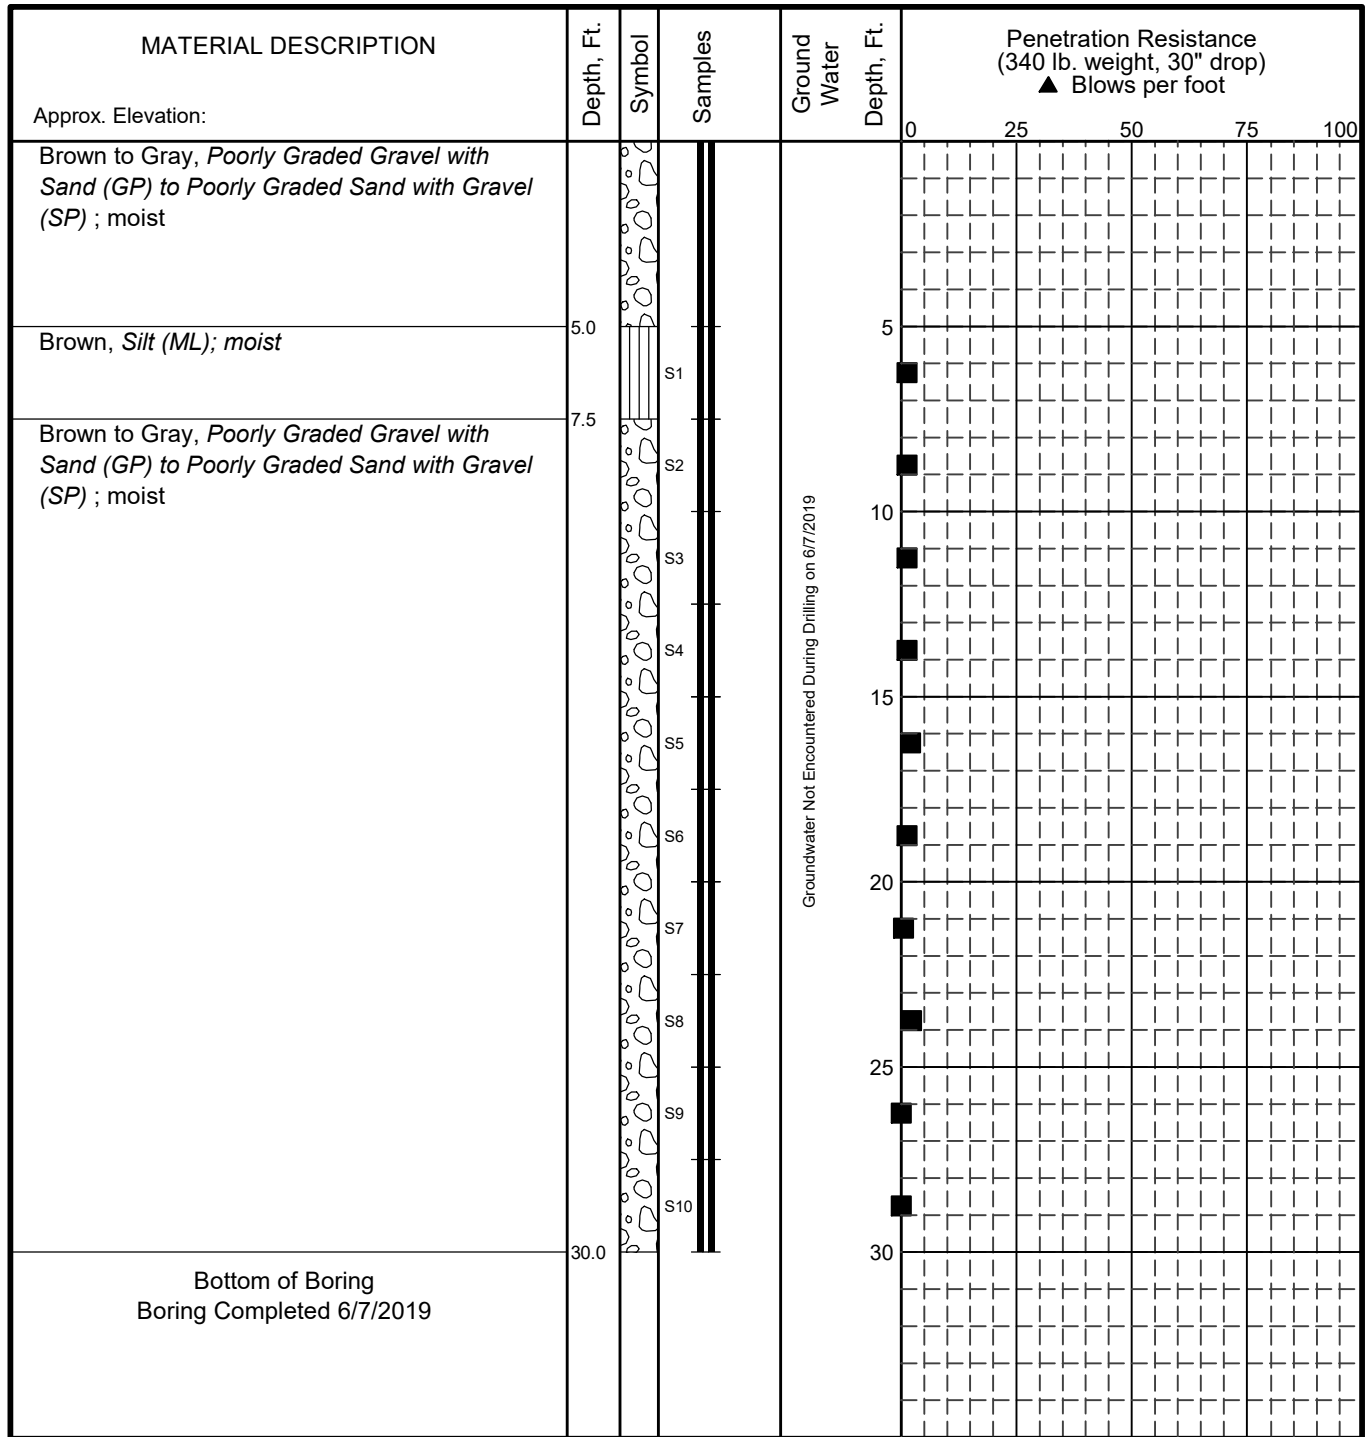 MATERIAL DESCRIPTION
Approx. Elevation:
Depth, Ft.
Symbol
Samples
Ground
Water
Depth, Ft.
Penetration Resistance
(340 lb. weight, 30" drop)
▲ Blows per foot
0 25 50 75 100
Brown to Gray, Poorly Graded Gravel with
Sand (GP) to Poorly Graded Sand with Gravel
(SP) ; moist
5.0
5
Brown, Silt (ML); moist
S1
7.5
Brown to Gray, Poorly Graded Gravel with
Sand (GP) to Poorly Graded Sand with Gravel
(SP) ; moist
S2
10
S3
S4
15
S5
S6
Groundwater Not Encountered During Drilling on 6/7/2019
20
S7
S8
25
S9
S10
30.0
30
Bottom of Boring
Boring Completed 6/7/2019